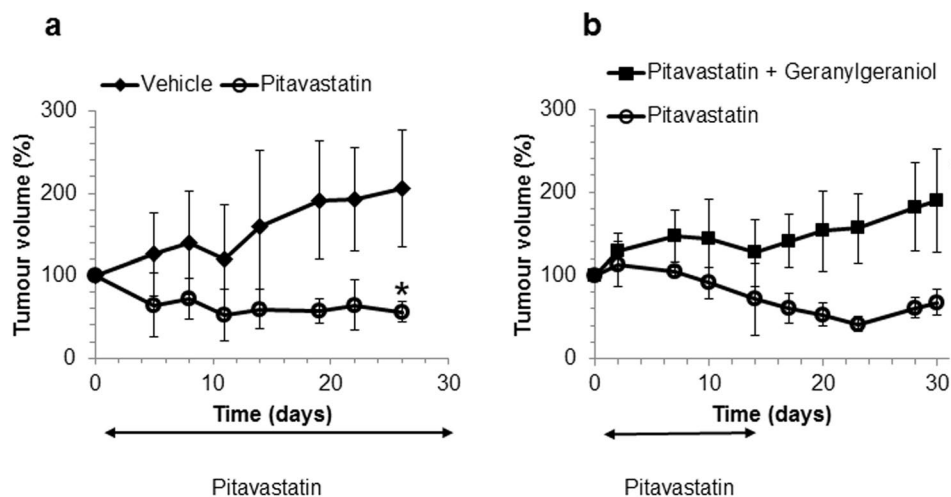 a
Vehicle Pitavastatin
Tumour volume (%)
300
200
100
0
*
0 10 20 30
Time (days)
Pitavastatin
b
Pitavastatin + Geranylgeraniol
Pitavastatin
Tumour volume (%)
300
200
100
0
0 10 20 30
Time (days)
Pitavastatin